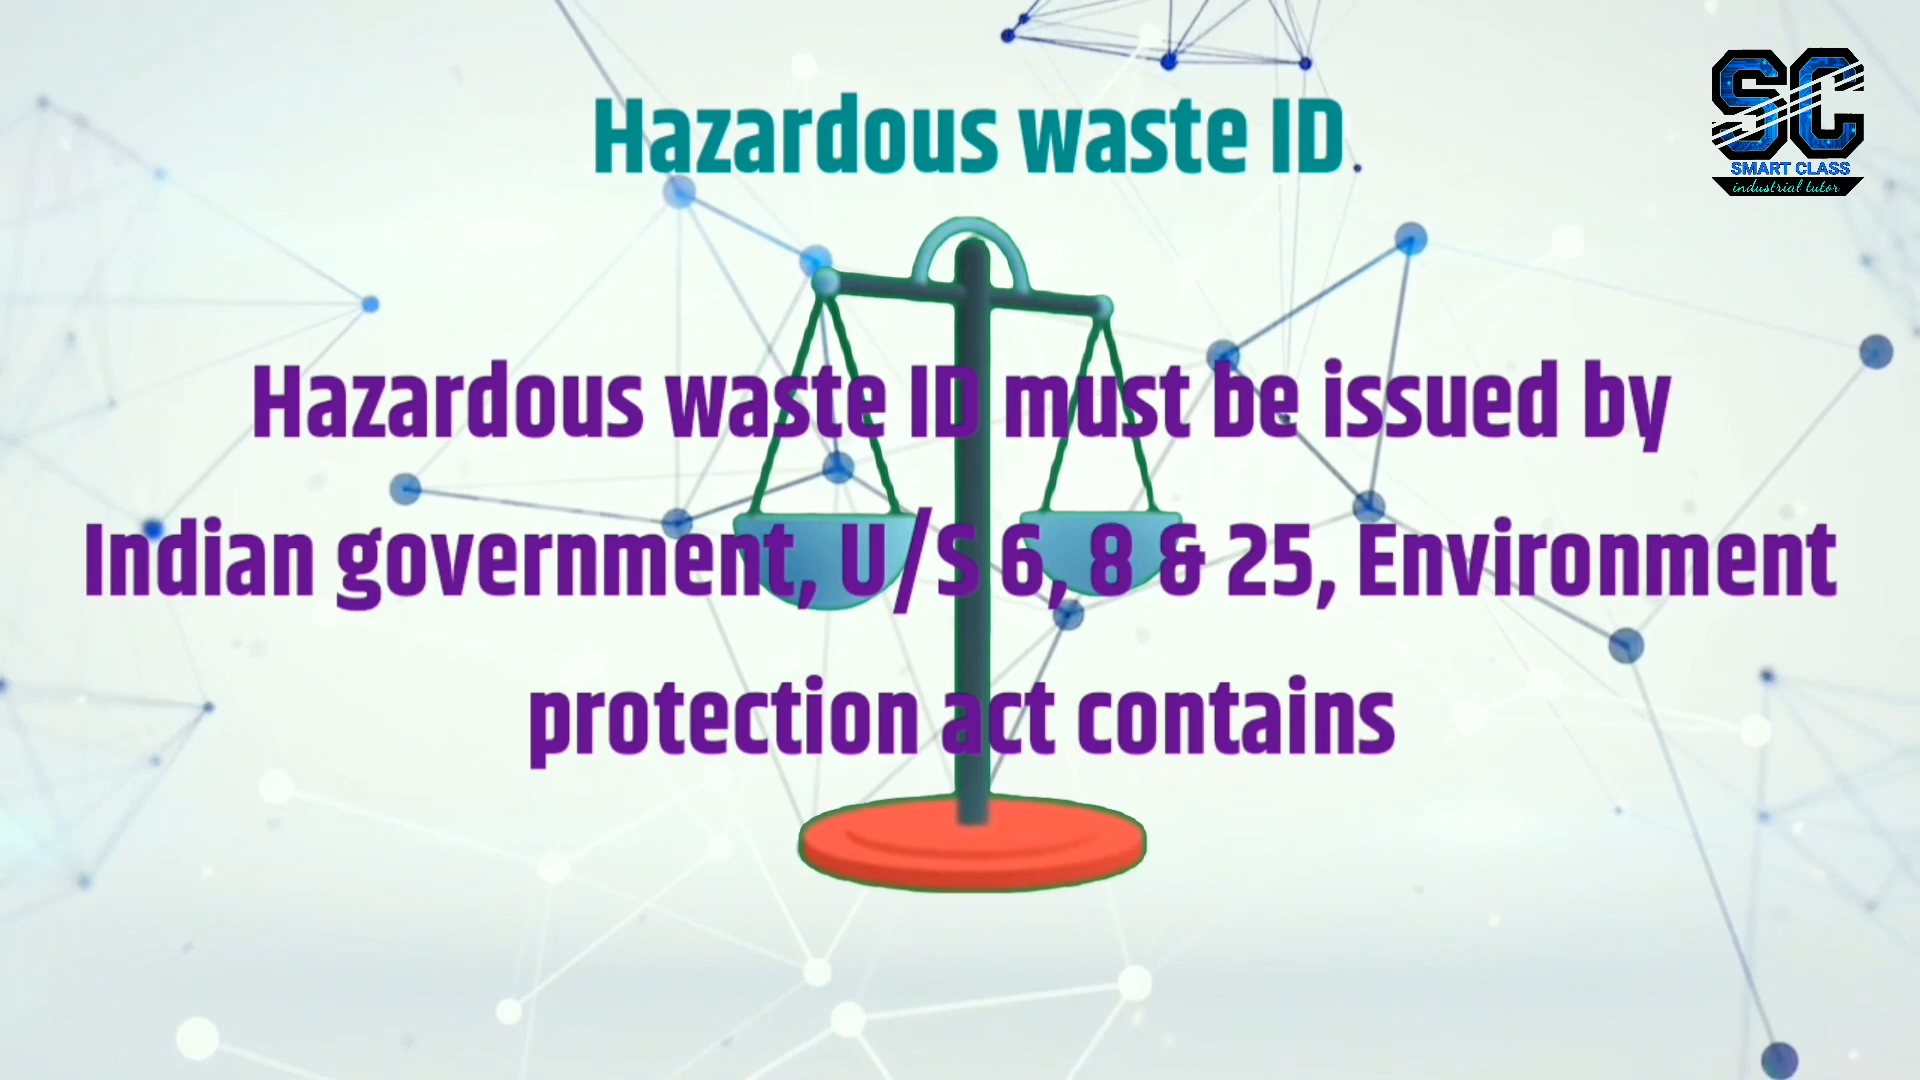 Hazardous waste ID
SC
SMART CLASS
industrial tutor
Hazardous waste ID must be issued by
Indian government, U/S 6, 8 & 25, Environment
protection act contains